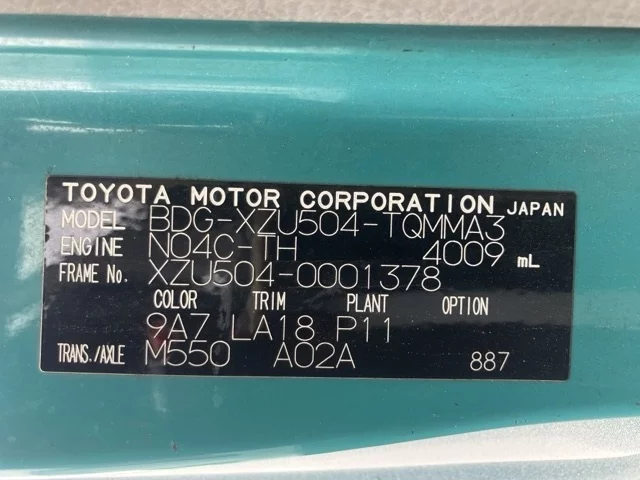 TOYOTA MOTOR CORPORATION JAPAN
MODEL BDG-XZU504-TQMMA3
ENGINE N04C-TH 4009 mL
FRAME No. XZU504-0001378
COLOR TRIM PLANT OPTION
9A7 LA18 P11
TRANS./AXLE M550 A02A 887